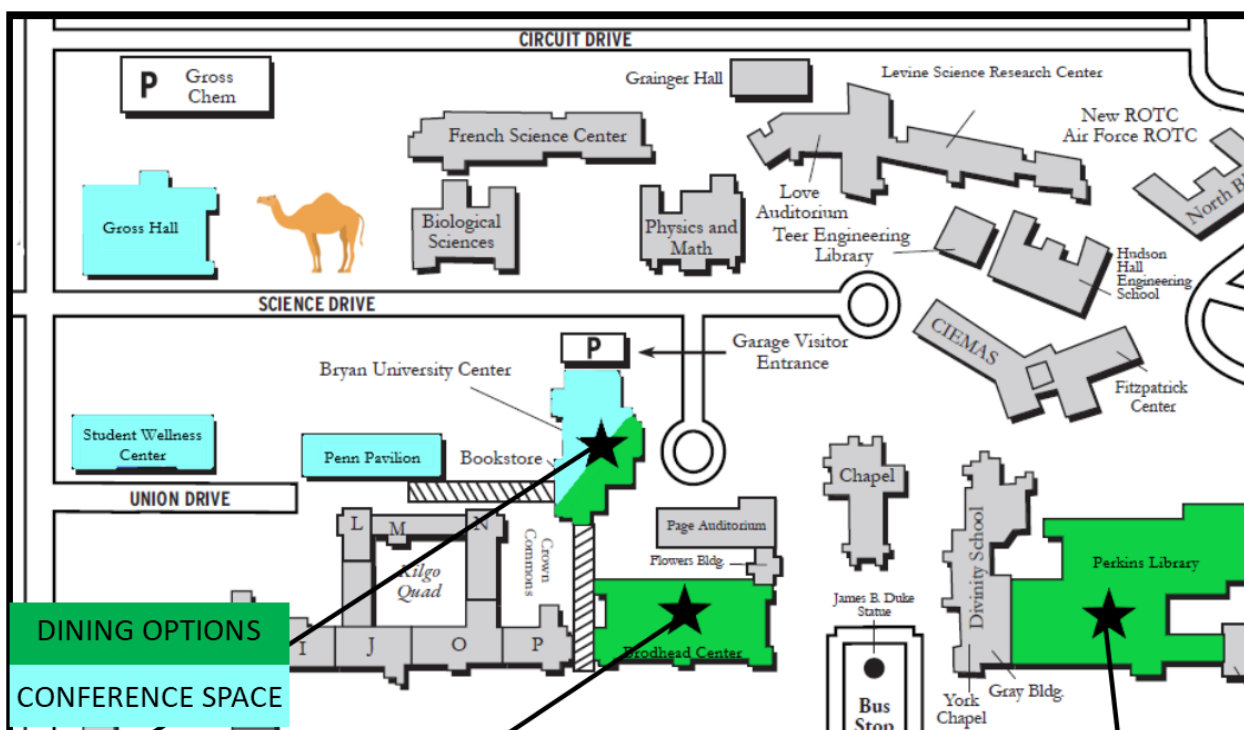 CIRCUIT DRIVE
P
Gross
Chem
Grainger Hall
Levine Science Research Center
New ROTC
Air Force ROTC
French Science Center
Love
Auditorium
Gross Hall
Biological
Sciences
Physics and
Math
Teer Engineering
Library
Hudson
Hall
Engineering
School
SCIENCE DRIVE
P
Garage Visitor
Entrance
CIEMAS
Fitzpatrick
Center
Bryan University Center
Student Wellness
Center
Penn Pavilion
Bookstore
Chapel
UNION DRIVE
L
M
N
Crown
Commons
Page Auditorium
Flowers Bldg.
Divinity School
Perkins Library
Kilgo
Quad
James B. Duke
Statue
DINING OPTIONS
I
J
O
P
Brodhead Center
CONFERENCE SPACE
Bus
Stop
York
Chapel
Gray Bldg.